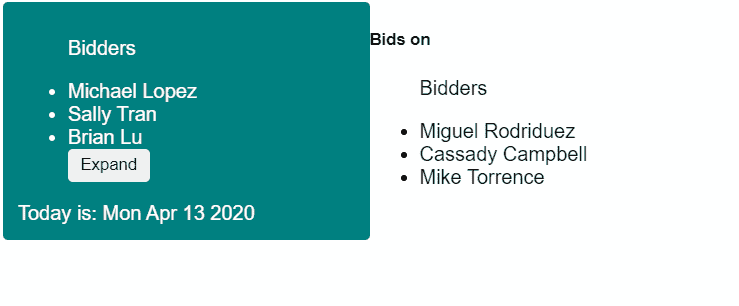 Bidders
Michael Lopez
Sally Tran
Brian Lu
Expand
Today is: Mon Apr 13 2020
Bids on
Bidders
Miguel Rodriduez
Cassady Campbell
Mike Torrence